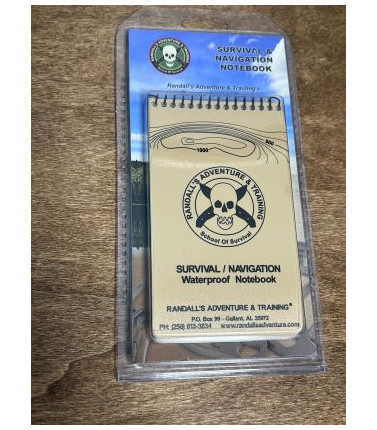 RANDALL'S ADVENTURE & TRAINING
SURVIVAL &
NAVIGATION
NOTEBOOK
Randall's Adventure & Training
1000
900
RANDALL'S ADVENTURE & TRAINING
School Of Survival
SURVIVAL / NAVIGATION
Waterproof Notebook
RANDALL'S ADVENTURE & TRAINING®
P.O. Box 99 - Gallant, AL 35972
PH: (256) 613-3834 www.randallsadventure.com